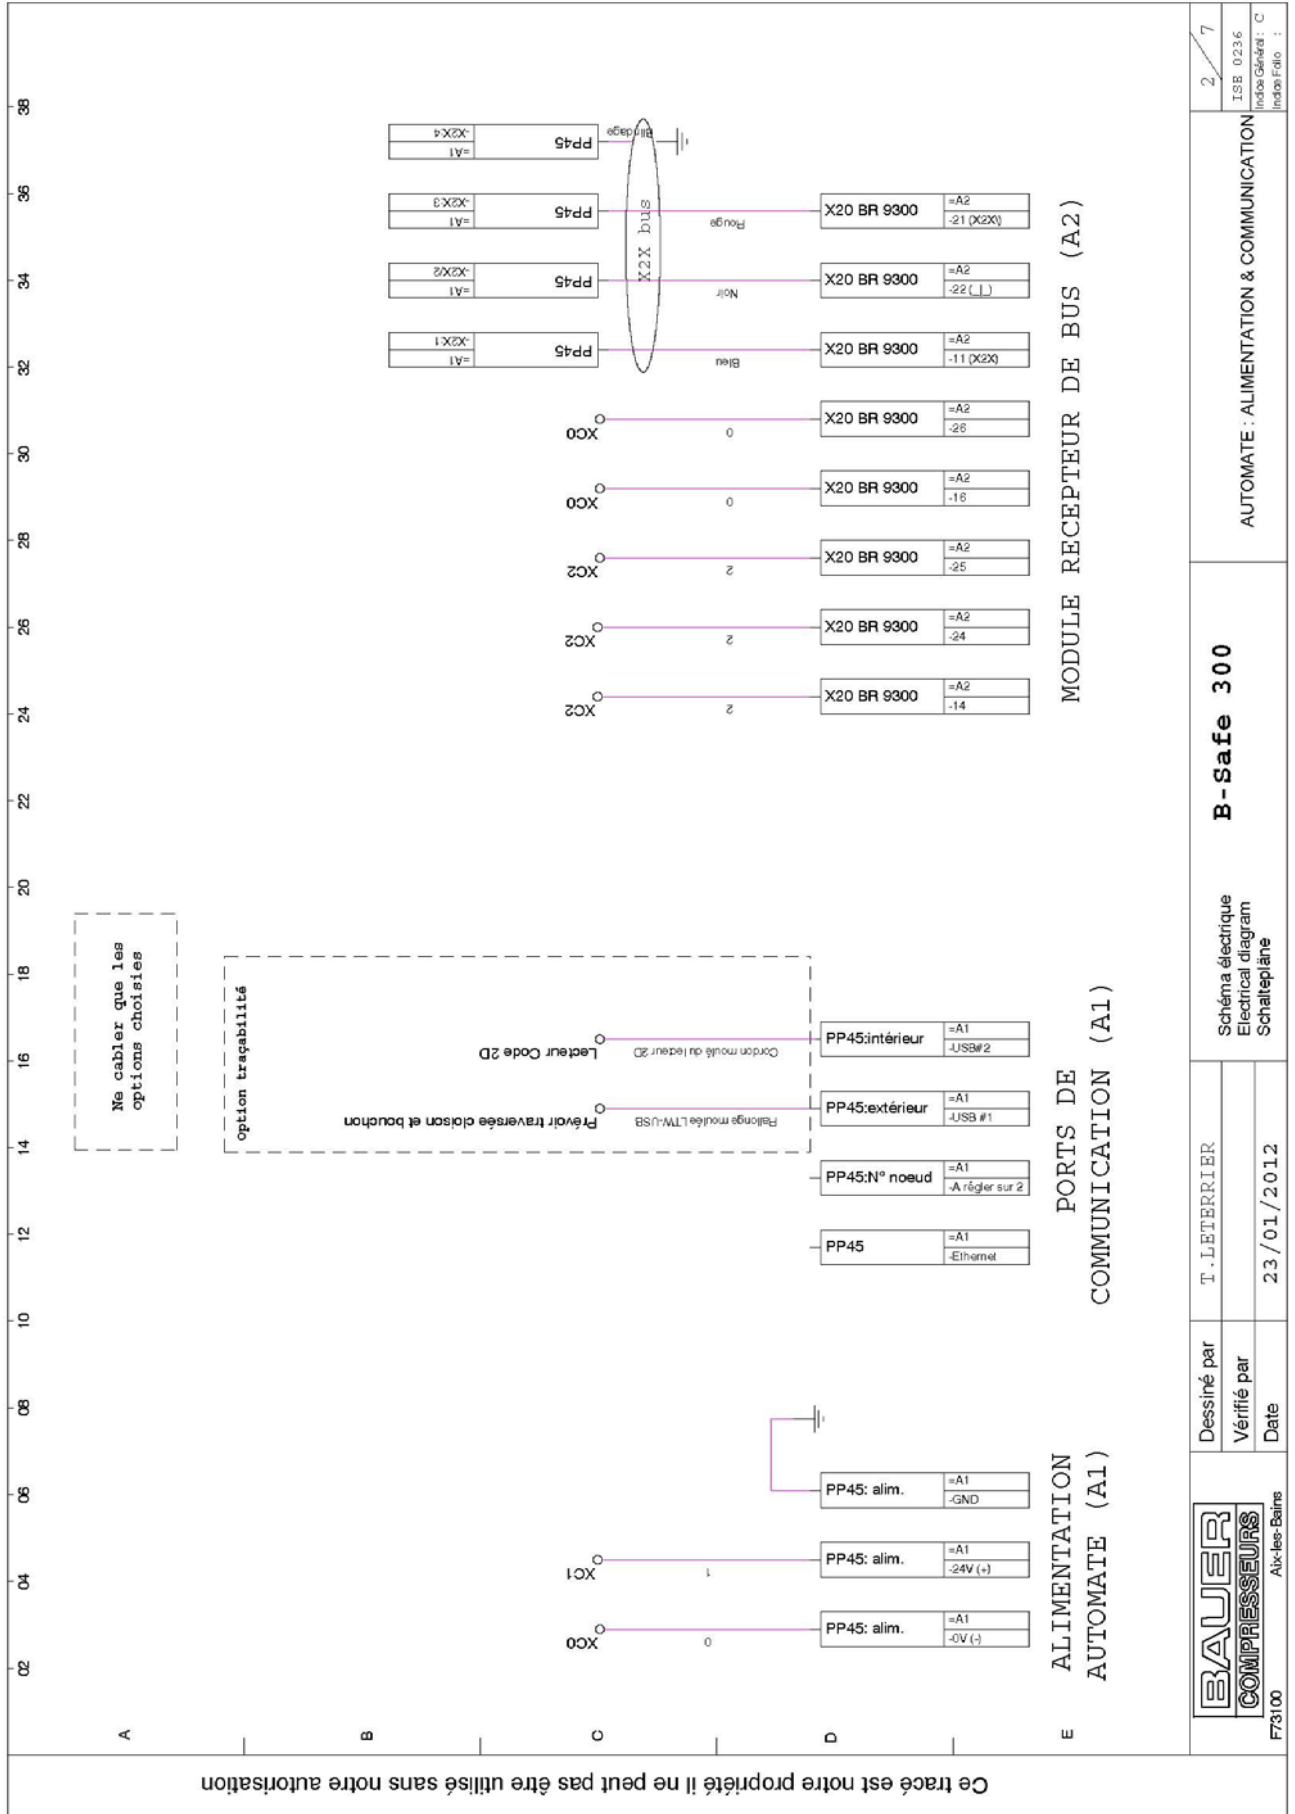 02 04 06 08 10 12 14 16 18 20 22 24 26 28 30 32 34 36 38
A
B
C
D
E
Ce tracé est notre propriété il ne peut pas être utilisé sans notre autorisation
Ne cabler que les
options choisies
Option traçabilité
XC0
0
PP45: alim.
=A1
-0V (-)
XC1
1
PP45: alim.
=A1
-24V (+)
PP45: alim.
=A1
-GND
ALIMENTATION
AUTOMATE (A1)
PP45
=A1
-Ethernet
PP45:N° noeud
=A1
-A régler sur 2
Prévoir traversée cloison et bouchon
Rallonge moulée LTW-USB
PP45:extérieur
=A1
-USB #1
Lecteur Code 2D
Cordon moulé du lecteur 2D
PP45:intérieur
=A1
-USB#2
PORTS DE
COMMUNICATION (A1)
XC2
2
X20 BR 9300
=A2
-14
XC2
2
X20 BR 9300
=A2
-24
XC2
2
X20 BR 9300
=A2
-25
XC0
0
X20 BR 9300
=A2
-16
XC0
0
X20 BR 9300
=A2
-26
=A1
-X2X:1
PP45
Bleu
X20 BR 9300
=A2
-11 (X2X)
=A1
-X2X/2
PP45
Noir
X20 BR 9300
=A2
-22 (_|_)
=A1
-X2X:3
PP45
Rouge
X20 BR 9300
=A2
-21 (X2X\)
=A1
-X2X:4
PP45
Blindage
X2X bus
MODULE RECEPTEUR DE BUS (A2)
BAUER
COMPRESSEURS
F73100 Aix-les-Bains
Dessiné par T.LETERRIER
Vérifié par
Date 23/01/2012
Schéma électrique
Electrical diagram
Schaltepläne
B-Safe 300
AUTOMATE : ALIMENTATION & COMMUNICATION
2 / 7
ISB 0236
Indice Général : C
Indice Folio :